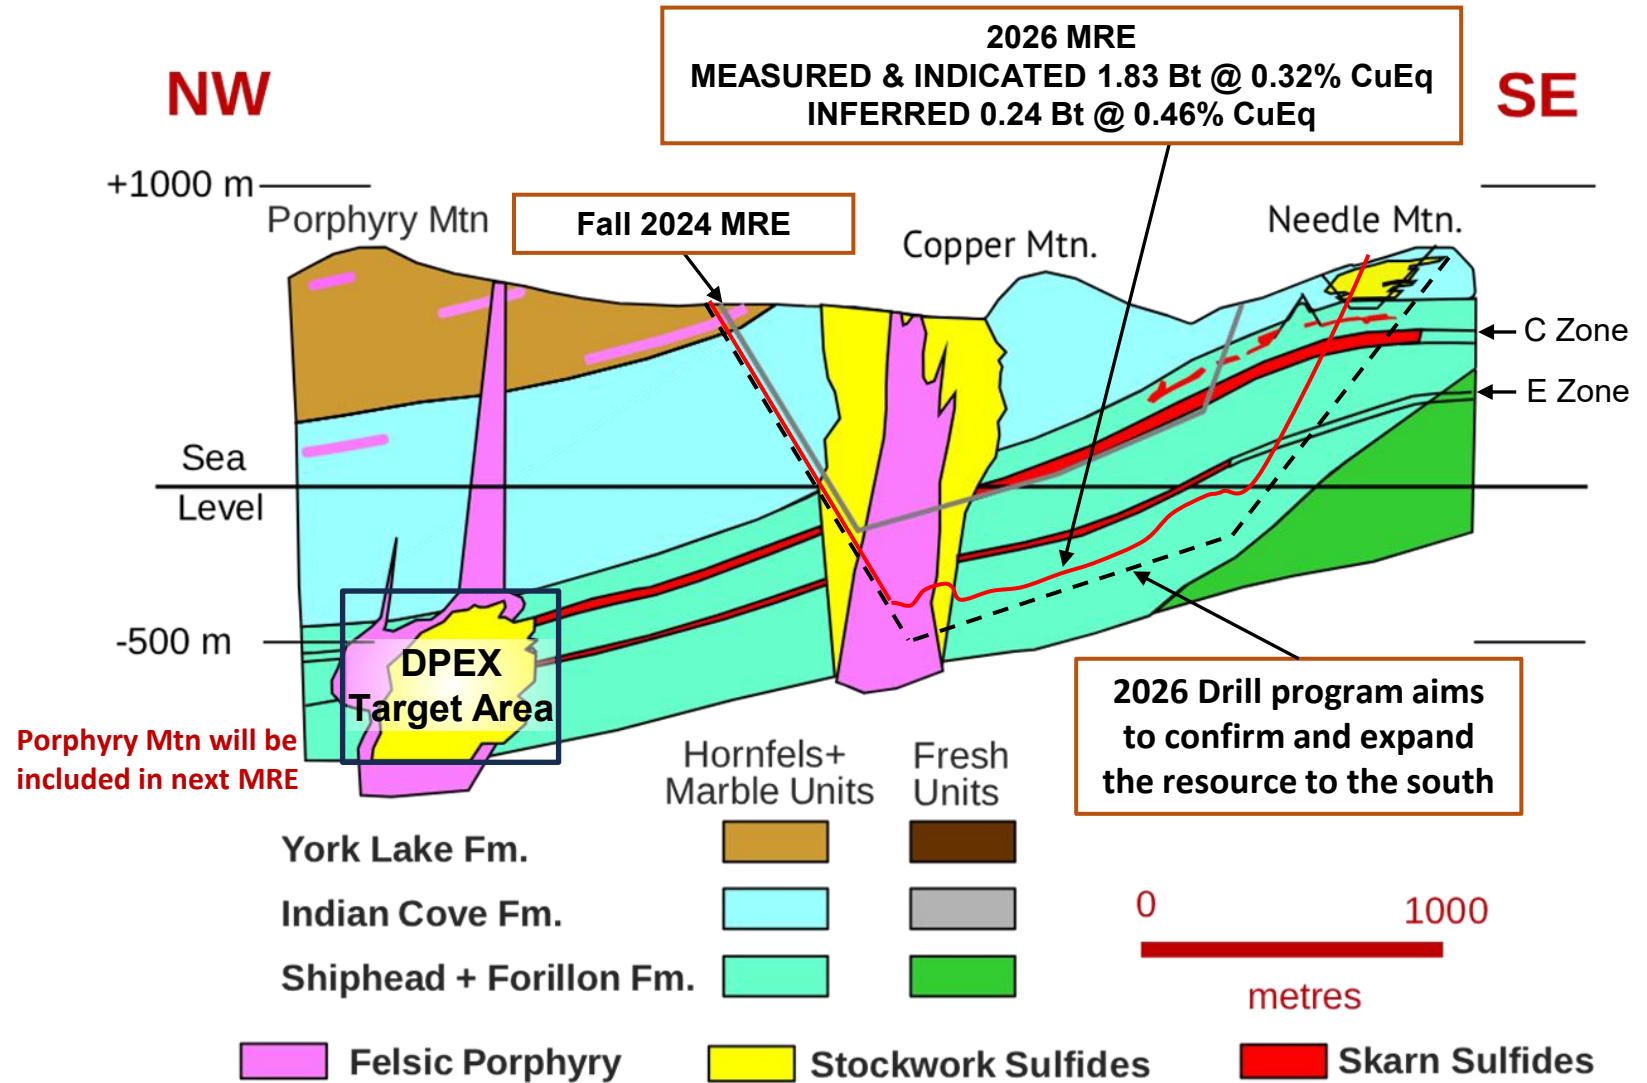 2026 MRE
MEASURED & INDICATED 1.83 Bt @ 0.32% CuEq
INFERRED 0.24 Bt @ 0.46% CuEq
NW
SE
+1000 m
Porphyry Mtn
Fall 2024 MRE
Copper Mtn.
Needle Mtn.
C Zone
E Zone
Sea
Level
-500 m
DPEX
Target Area
Porphyry Mtn will be
included in next MRE
2026 Drill program aims
to confirm and expand
the resource to the south
Hornfels+
Marble Units
Fresh
Units
York Lake Fm.
Indian Cove Fm.
Shiphead + Forillon Fm.
0
1000
metres
Felsic Porphyry
Stockwork Sulfides
Skarn Sulfides